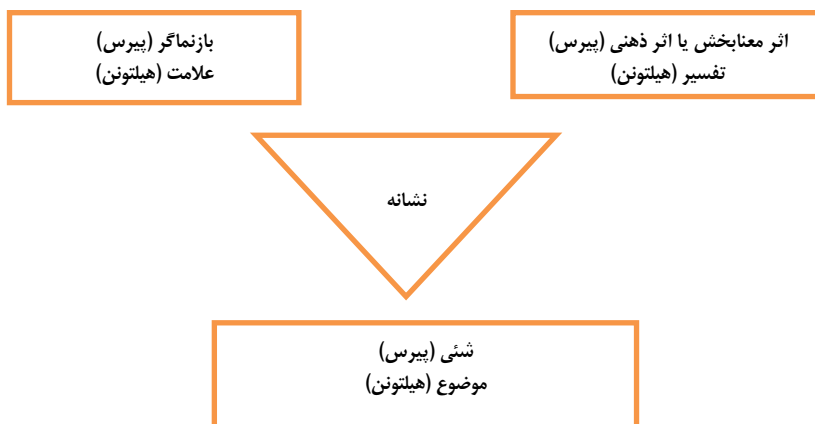 اثر معنابخش یا اثر ذهنی (پیرس)
تفسیر (هیلتونن)
بازنماگر (پیرس)
علامت (هیلتونن)
نشانه
شئی (پیرس)
موضوع (هیلتونن)